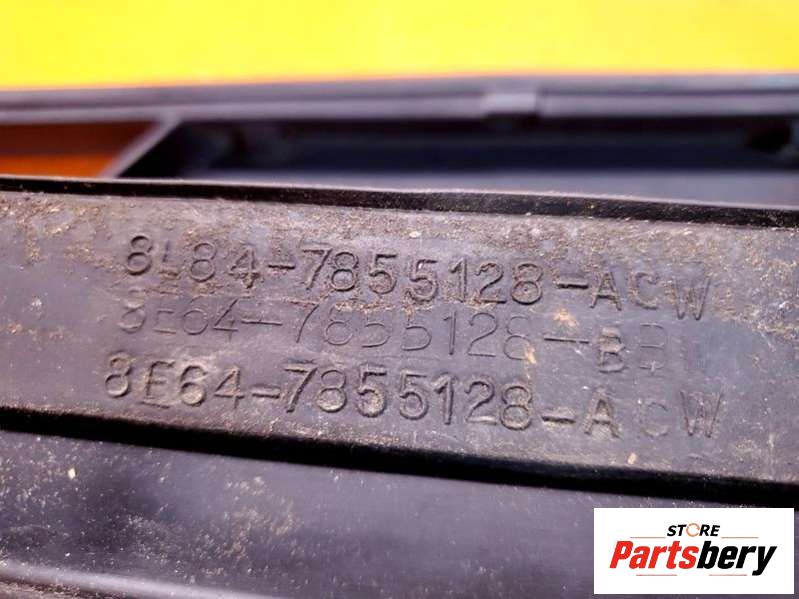 8L84-7855128-ACW
8E64-7855128-BBW
8E64-7855128-ACW
STORE
Partsbery